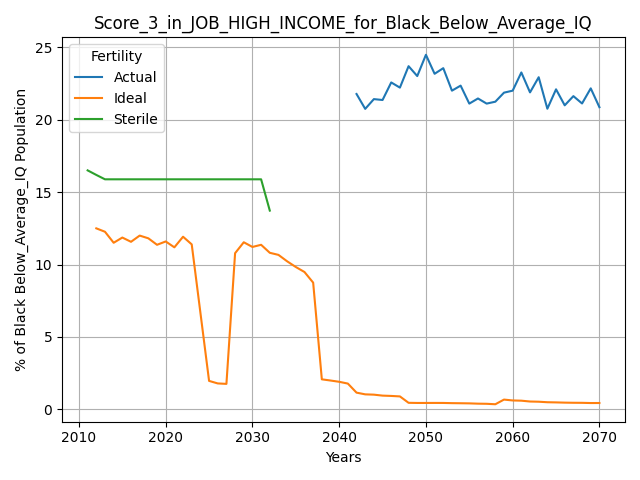 Score_3_in_JOB_HIGH_INCOME_for_Black_Below_Average_IQ
Fertility
Actual
Ideal
Sterile
% of Black Below_Average_IQ Population
25
20
15
10
5
0
2010
2020
2030
2040
2050
2060
2070
Years